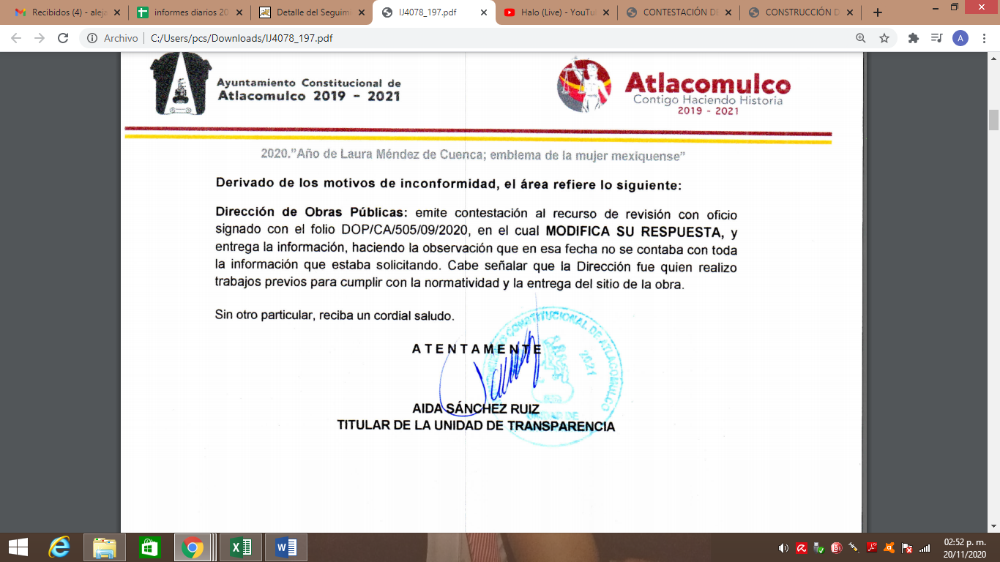 Recibidos (4) - aleja
informes diarios 20
Detalle del Seguimi
IJ4078_197.pdf
Halo (Live) - YouTu
CONTESTACIÓN DE
CONSTRUCCIÓN D
Archivo | C:/Users/pcs/Downloads/IJ4078_197.pdf
A
Ayuntamiento Constitucional de
Atlacomulco 2019 - 2021
Atlacomulco
Contigo Haciendo Historia
2019 - 2021
2020."Año de Laura Méndez de Cuenca; emblema de la mujer mexiquense"
Derivado de los motivos de inconformidad, el área refiere lo siguiente:
Dirección de Obras Públicas: emite contestación al recurso de revisión con oficio
signado con el folio DOP/CA/505/09/2020, en el cual MODIFICA SU RESPUESTA, y
entrega la información, haciendo la observación que en esa fecha no se contaba con toda
la información que estaba solicitando. Cabe señalar que la Dirección fue quien realizo
trabajos previos para cumplir con la normatividad y la entrega del sitio de la obra.
Sin otro particular, reciba un cordial saludo.
A T E N T A M E N T E
CONSTITUCIONAL DE ATLACOMULCO
2021
UNIDAD DE
AIDA SÁNCHEZ RUIZ
TITULAR DE LA UNIDAD DE TRANSPARENCIA
02:52 p. m.
20/11/2020